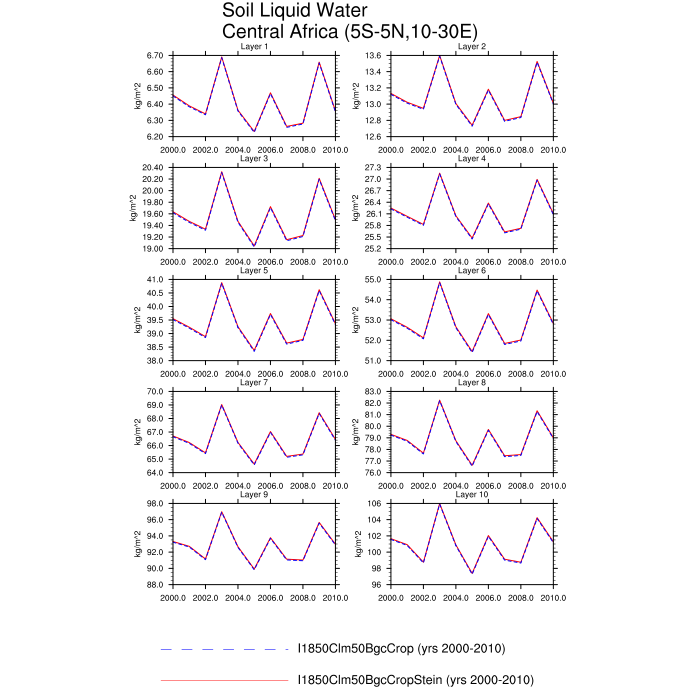 Soil Liquid Water
Central Africa (5S-5N,10-30E)
Layer 1
6.70
6.60
6.50
6.40
6.30
6.20
kg/m^2
2000.0 2002.0 2004.0 2006.0 2008.0 2010.0
Layer 2
13.6
13.4
13.2
13.0
12.8
12.6
kg/m^2
2000.0 2002.0 2004.0 2006.0 2008.0 2010.0
Layer 3
20.40
20.20
20.00
19.80
19.60
19.40
19.20
19.00
kg/m^2
2000.0 2002.0 2004.0 2006.0 2008.0 2010.0
Layer 4
27.3
27.0
26.7
26.4
26.1
25.8
25.5
25.2
kg/m^2
2000.0 2002.0 2004.0 2006.0 2008.0 2010.0
Layer 5
41.0
40.5
40.0
39.5
39.0
38.5
38.0
kg/m^2
2000.0 2002.0 2004.0 2006.0 2008.0 2010.0
Layer 6
55.0
54.0
53.0
52.0
51.0
kg/m^2
2000.0 2002.0 2004.0 2006.0 2008.0 2010.0
Layer 7
70.0
69.0
68.0
67.0
66.0
65.0
64.0
kg/m^2
2000.0 2002.0 2004.0 2006.0 2008.0 2010.0
Layer 8
83.0
82.0
81.0
80.0
79.0
78.0
77.0
76.0
kg/m^2
2000.0 2002.0 2004.0 2006.0 2008.0 2010.0
Layer 9
98.0
96.0
94.0
92.0
90.0
88.0
kg/m^2
2000.0 2002.0 2004.0 2006.0 2008.0 2010.0
Layer 10
106
104
102
100
98
96
kg/m^2
2000.0 2002.0 2004.0 2006.0 2008.0 2010.0
I1850Clm50BgcCrop (yrs 2000-2010)
I1850Clm50BgcCropStein (yrs 2000-2010)